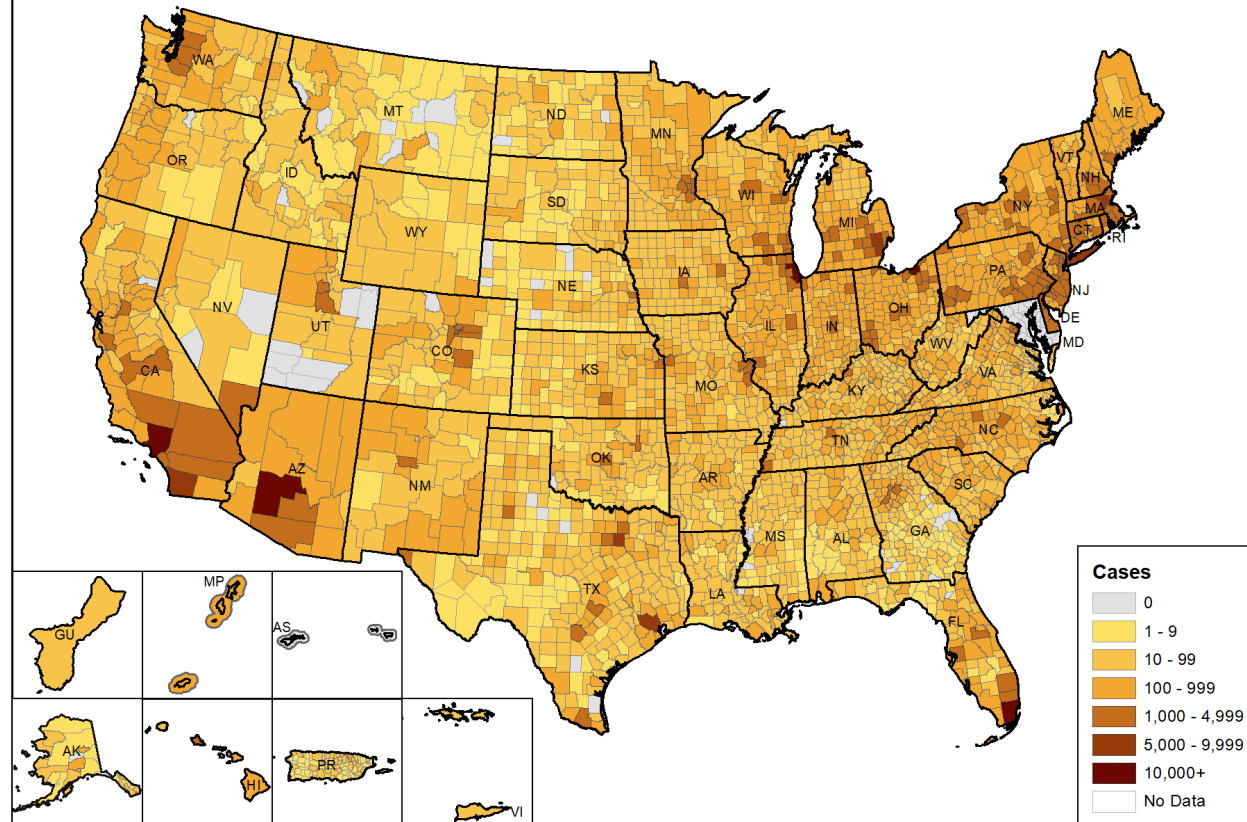 WA
MT
ND
MN
ME
OR
ID
SD
WI
VT
NH
NY
MA
CT
RI
WY
MI
IA
PA
NJ
NE
NV
UT
CO
IL
IN
OH
DE
MD
WV
VA
CA
KS
MO
KY
AZ
NM
OK
AR
TN
NC
SC
MS
AL
GA
TX
LA
FL
GU
MP
AS
AK
HI
PR
VI
Cases
0
1 - 9
10 - 99
100 - 999
1,000 - 4,999
5,000 - 9,999
10,000+
No Data